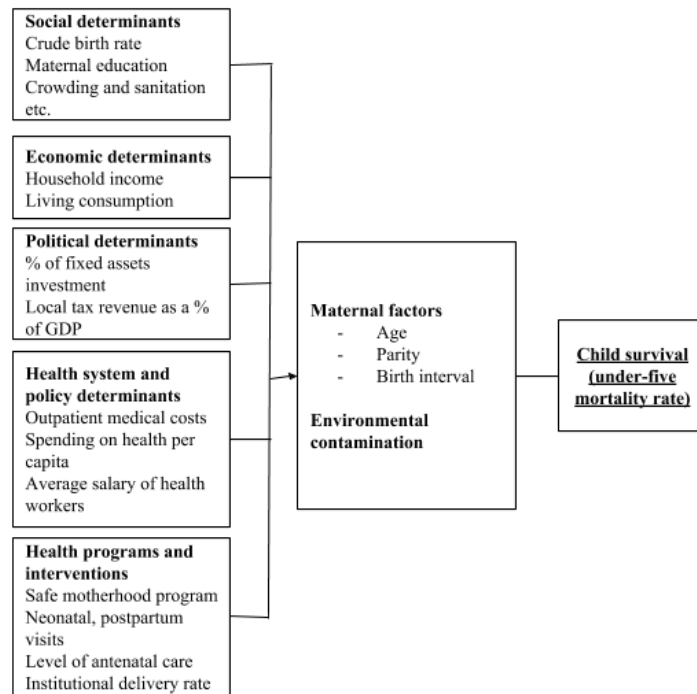 Social determinants
Crude birth rate
Maternal education
Crowding and sanitation
etc.
Economic determinants
Household income
Living consumption
Political determinants
% of fixed assets
investment
Local tax revenue as a %
of GDP
Health system and
policy determinants
Outpatient medical costs
Spending on health per
capita
Average salary of health
workers
Health programs and
interventions
Safe motherhood program
Neonatal, postpartum
visits
Level of antenatal care
Institutional delivery rate
Maternal factors
- Age
- Parity
- Birth interval
Environmental
contamination
Child survival
(under-five
mortality rate)